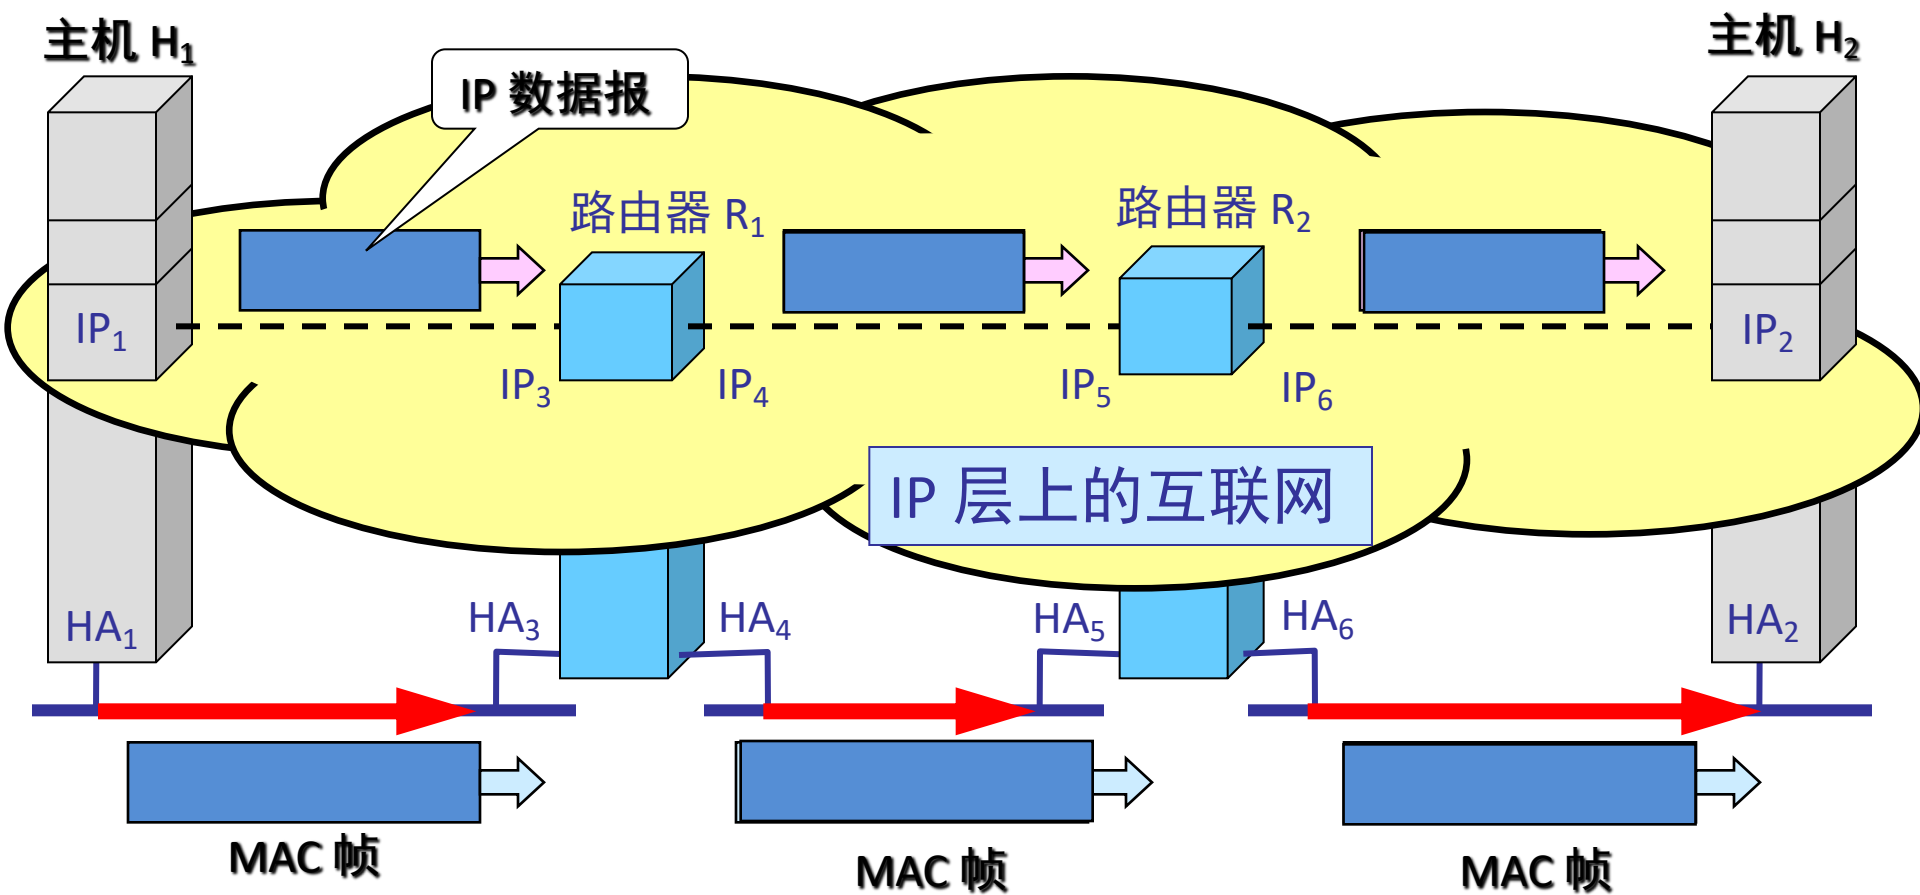 主机 H₁
主机 H₂
IP 数据报
路由器 R₁
路由器 R₂
IP₁
IP₂
IP₃
IP₄
IP₅
IP₆
IP 层上的互联网
HA₁
HA₃
HA₄
HA₅
HA₆
HA₂
MAC 帧
MAC 帧
MAC 帧